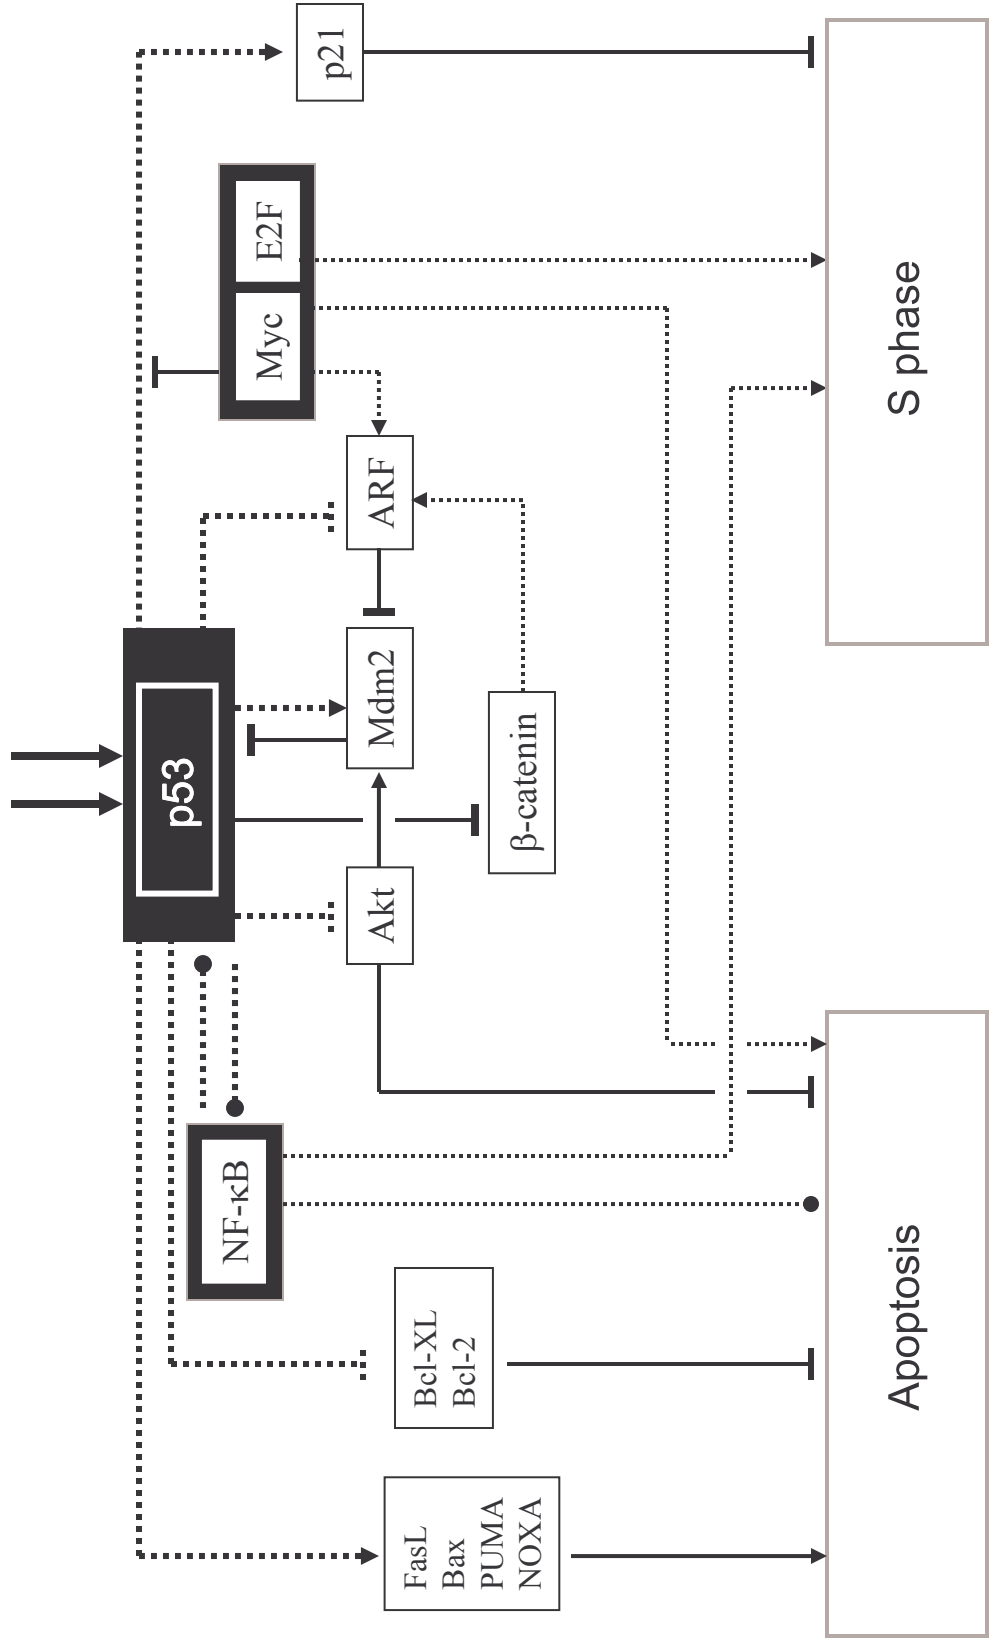 p53
NF-κB
Myc
E2F
p21
FasL
Bax
PUMA
NOXA
Bcl-XL
Bcl-2
Akt
Mdm2
ARF
β-catenin
Apoptosis
S phase